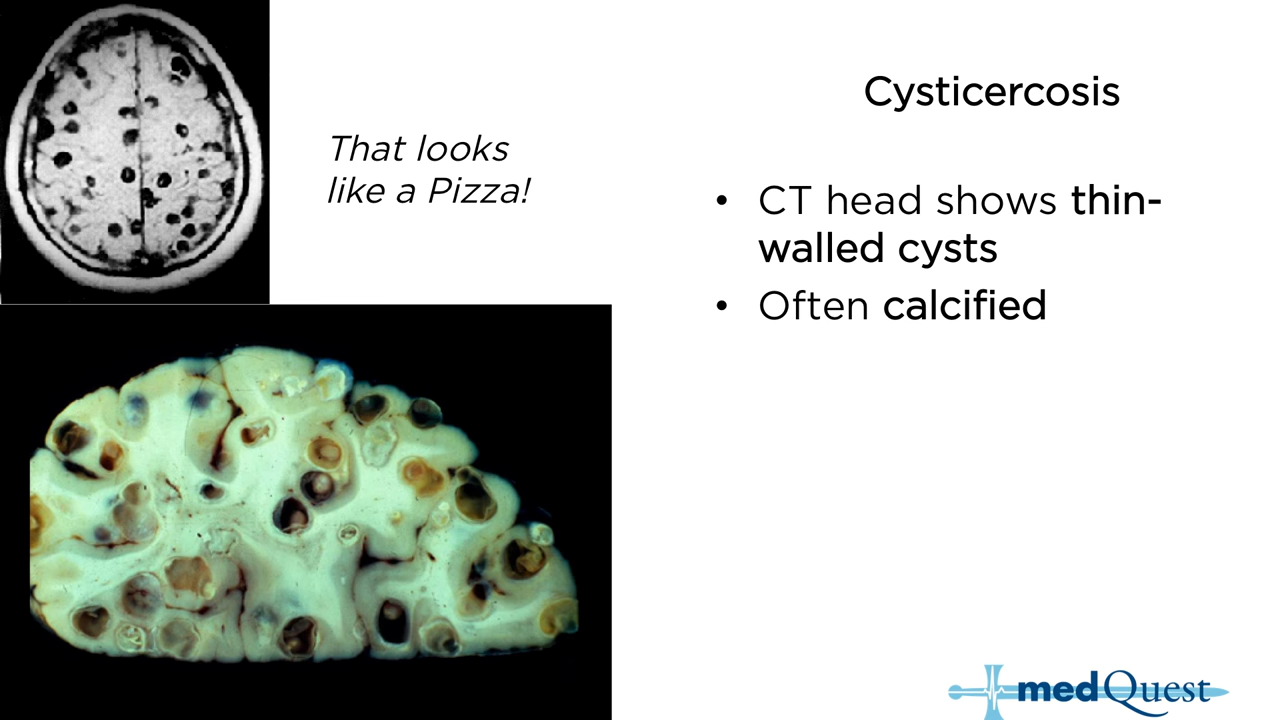 That looks
like a Pizza!
Cysticercosis
• CT head shows thin-
walled cysts
• Often calcified
medQuest